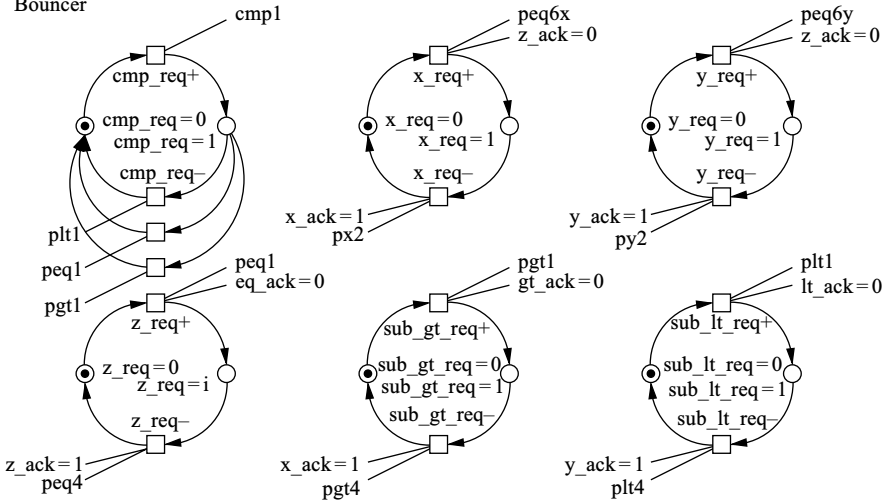 Bouncer
cmp1
cmp_req+
cmp_req=0
cmp_req=1
cmp_req–
plt1
peq1
pgt1
peq6x
z_ack=0
x_req+
x_req=0
x_req=1
x_req–
x_ack=1
px2
peq6y
z_ack=0
y_req+
y_req=0
y_req=1
y_req–
y_ack=1
py2
peq1
eq_ack=0
z_req+
z_req=0
z_req=i
z_req–
z_ack=1
peq4
pgt1
gt_ack=0
sub_gt_req+
sub_gt_req=0
sub_gt_req=1
sub_gt_req–
x_ack=1
pgt4
plt1
lt_ack=0
sub_lt_req+
sub_lt_req=0
sub_lt_req=1
sub_lt_req–
y_ack=1
plt4